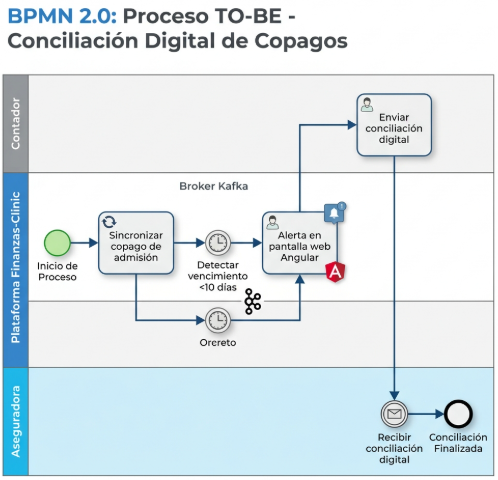 BPMN 2.0: Proceso TO-BE -
Conciliación Digital de Copagos
Contador
Enviar
conciliación
digital
Plataforma Finanzas-Clinic
Broker Kafka
Inicio de
Proceso
Sincronizar
copago de
admisión
Detectar
vencimiento
<10 días
Alerta en
pantalla web
Angular
A
Orcreto
Aseguradora
Recibir
conciliación
digital
Conciliación
Finalizada